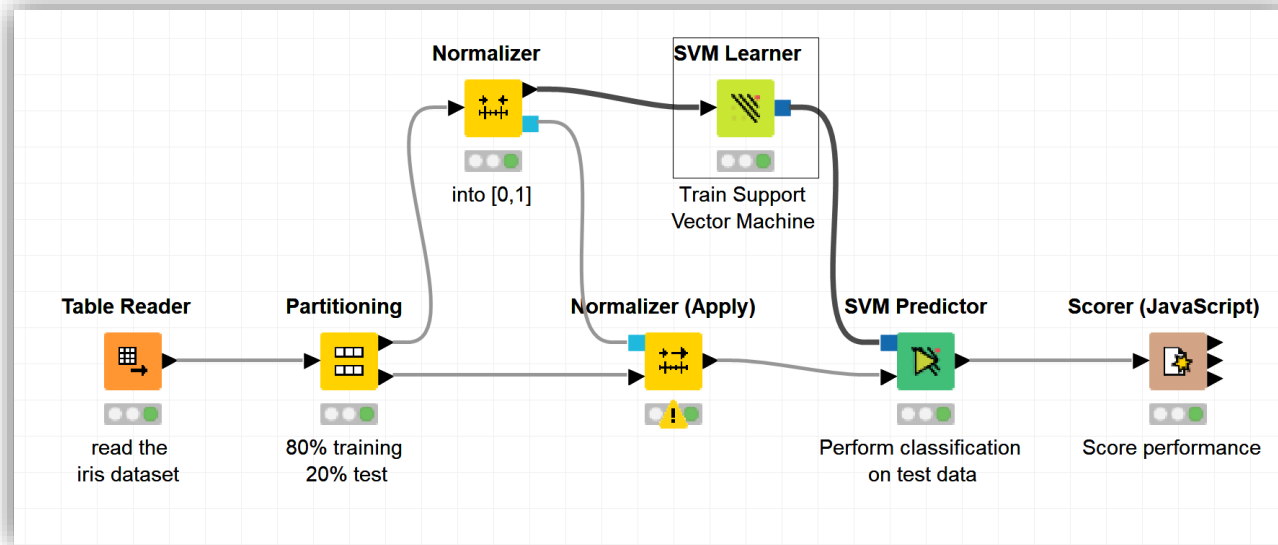 Normalizer
SVM Learner
into [0,1]
Train Support
Vector Machine
Table Reader
Partitioning
Normalizer (Apply)
SVM Predictor
Scorer (JavaScript)
read the
iris dataset
80% training
20% test
!
Perform classification
on test data
Score performance